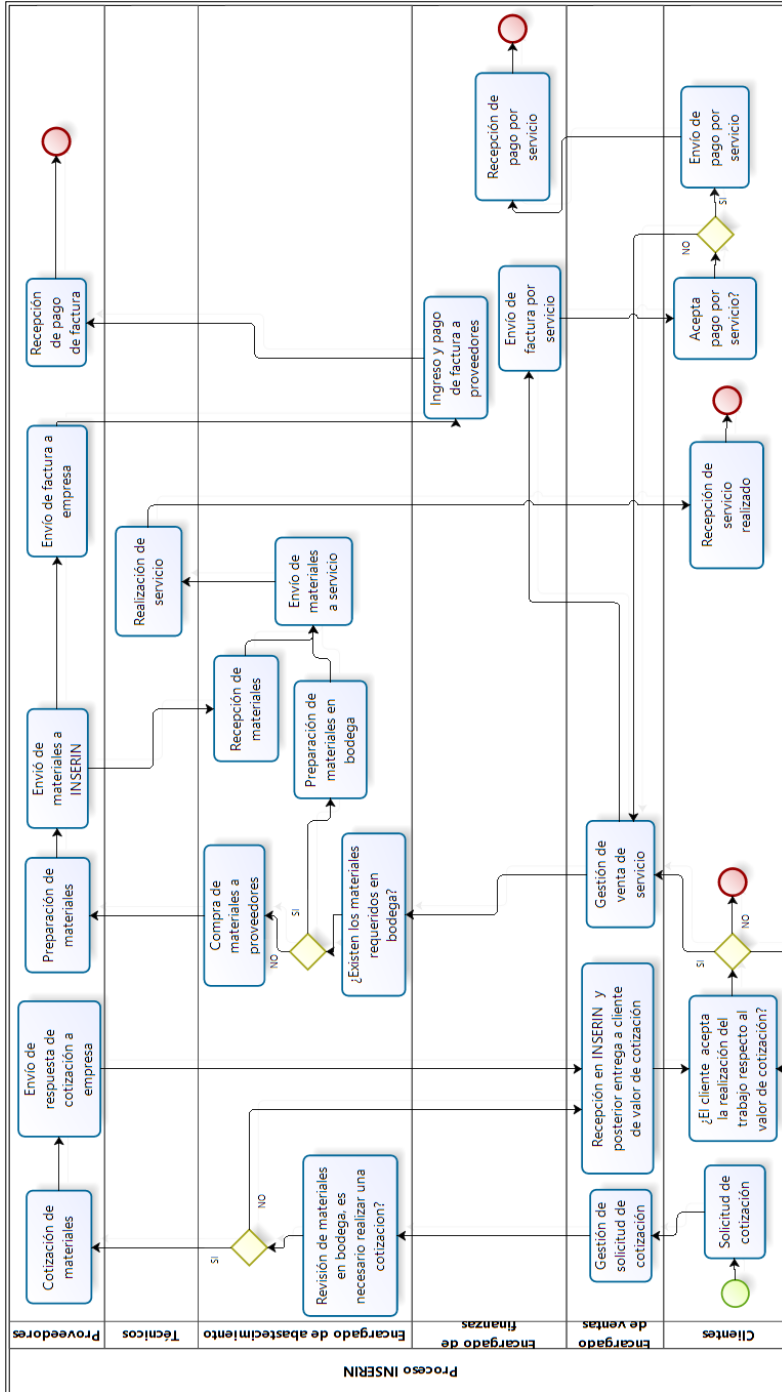 Proceso INSERIN
Proveedores
Técnicos
Encargado de abastecimiento
Encargado de
finanzas
Encargado
de ventas
Clientes
Solicitud de
cotización
Gestión de
solicitud de
cotización
Revisión de materiales
en bodega, es
necesario realizar una
cotizacion?
SI
NO
Cotización de
materiales
Envío de
respuesta de
cotización a
empresa
Recepción en INSERIN y
posterior entrega a cliente
de valor de cotización
¿El cliente acepta
la realización del
trabajo respecto al
valor de cotización?
SI
NO
Gestión de
venta de
servicio
¿Existen los materiales
requeridos en
bodega?
NO
SI
Compra de
materiales a
proveedores
Preparación de
materiales
Envió de
materiales a
INSERIN
Recepción de
materiales
Preparación de
materiales en
bodega
Envío de
materiales
a servicio
Realización de
servicio
Recepción de
servicio
realizado
Envío de factura a
empresa
Ingreso y pago
de factura a
proveedores
Recepción
de pago
de factura
Envío de
factura por
servicio
Acepta
pago por
servicio?
NO
SI
Envío de
pago por
servicio
Recepción de
pago por
servicio